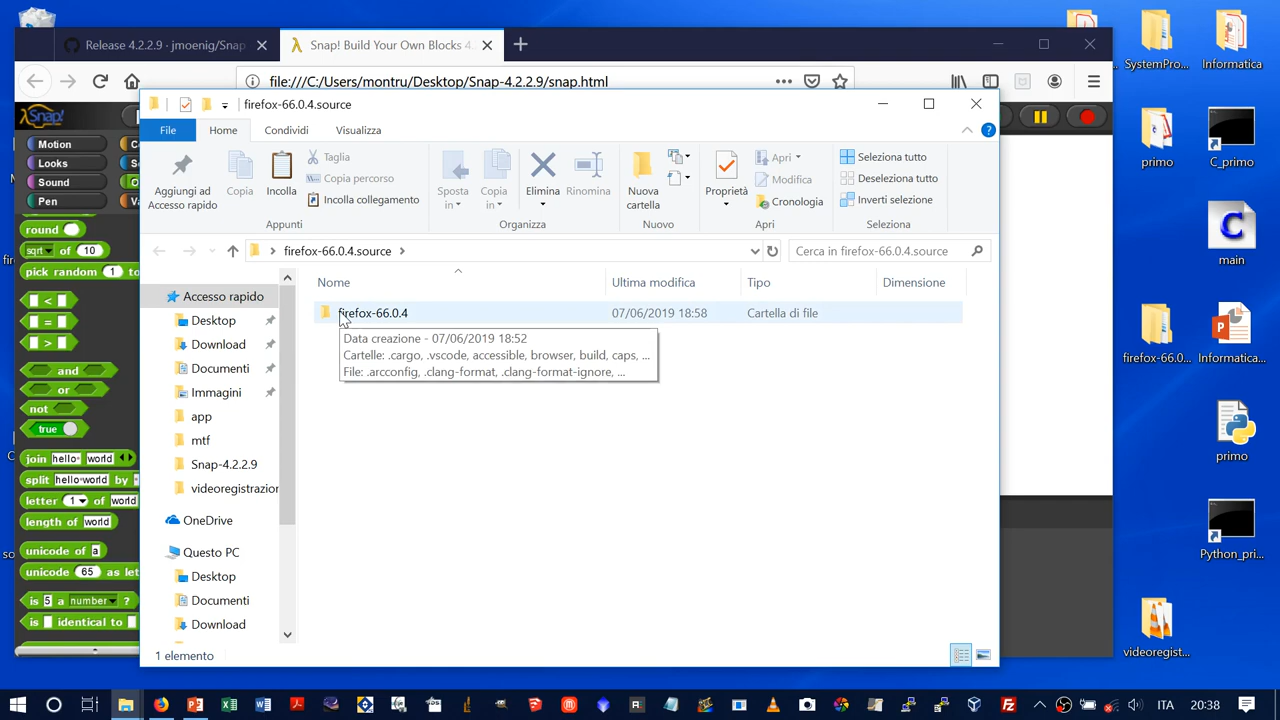 Release 4.2.2.9 - jmoenig/Snap
Snap! Build Your Own Blocks 4.
file:///C:/Users/montru/Desktop/Snap-4.2.2.9/snap.html
Snap!
Motion
Looks
Sound
Pen
round
sqrt of 10
pick random 1 to
<
=
>
and
or
not
true
join hello world
split hello world by
letter 1 of world
length of world
unicode of a
unicode 65 as let
is 5 a number ?
is identical to
firefox-66.0.4.source
File
Home
Condividi
Visualizza
Aggiungi ad
Accesso rapido
Copia
Incolla
Taglia
Copia percorso
Incolla collegamento
Appunti
Sposta
in
Copia
in
Elimina
Rinomina
Organizza
Nuova
cartella
Nuovo
Proprietà
Apri
Modifica
Cronologia
Apri
Seleziona tutto
Deseleziona tutto
Inverti selezione
Selezione
firefox-66.0.4.source
Cerca in firefox-66.0.4.source
Nome
Ultima modifica
Tipo
Dimensione
firefox-66.0.4
07/06/2019 18:58
Cartella di file
Data creazione - 07/06/2019 18:52
Cartelle: .cargo, .vscode, accessible, browser, build, caps, ...
File: .arcconfig, .clang-format, .clang-format-ignore, ...
Accesso rapido
Desktop
Download
Documenti
Immagini
app
mtf
Snap-4.2.2.9
videoregistrazion
OneDrive
Questo PC
Desktop
Documenti
Download
1 elemento
SystemPro...
Informatica
primo
C_primo
main
firefox-66.0...
Informatica...
primo
Python_pri...
videoregist...
ITA
20:38